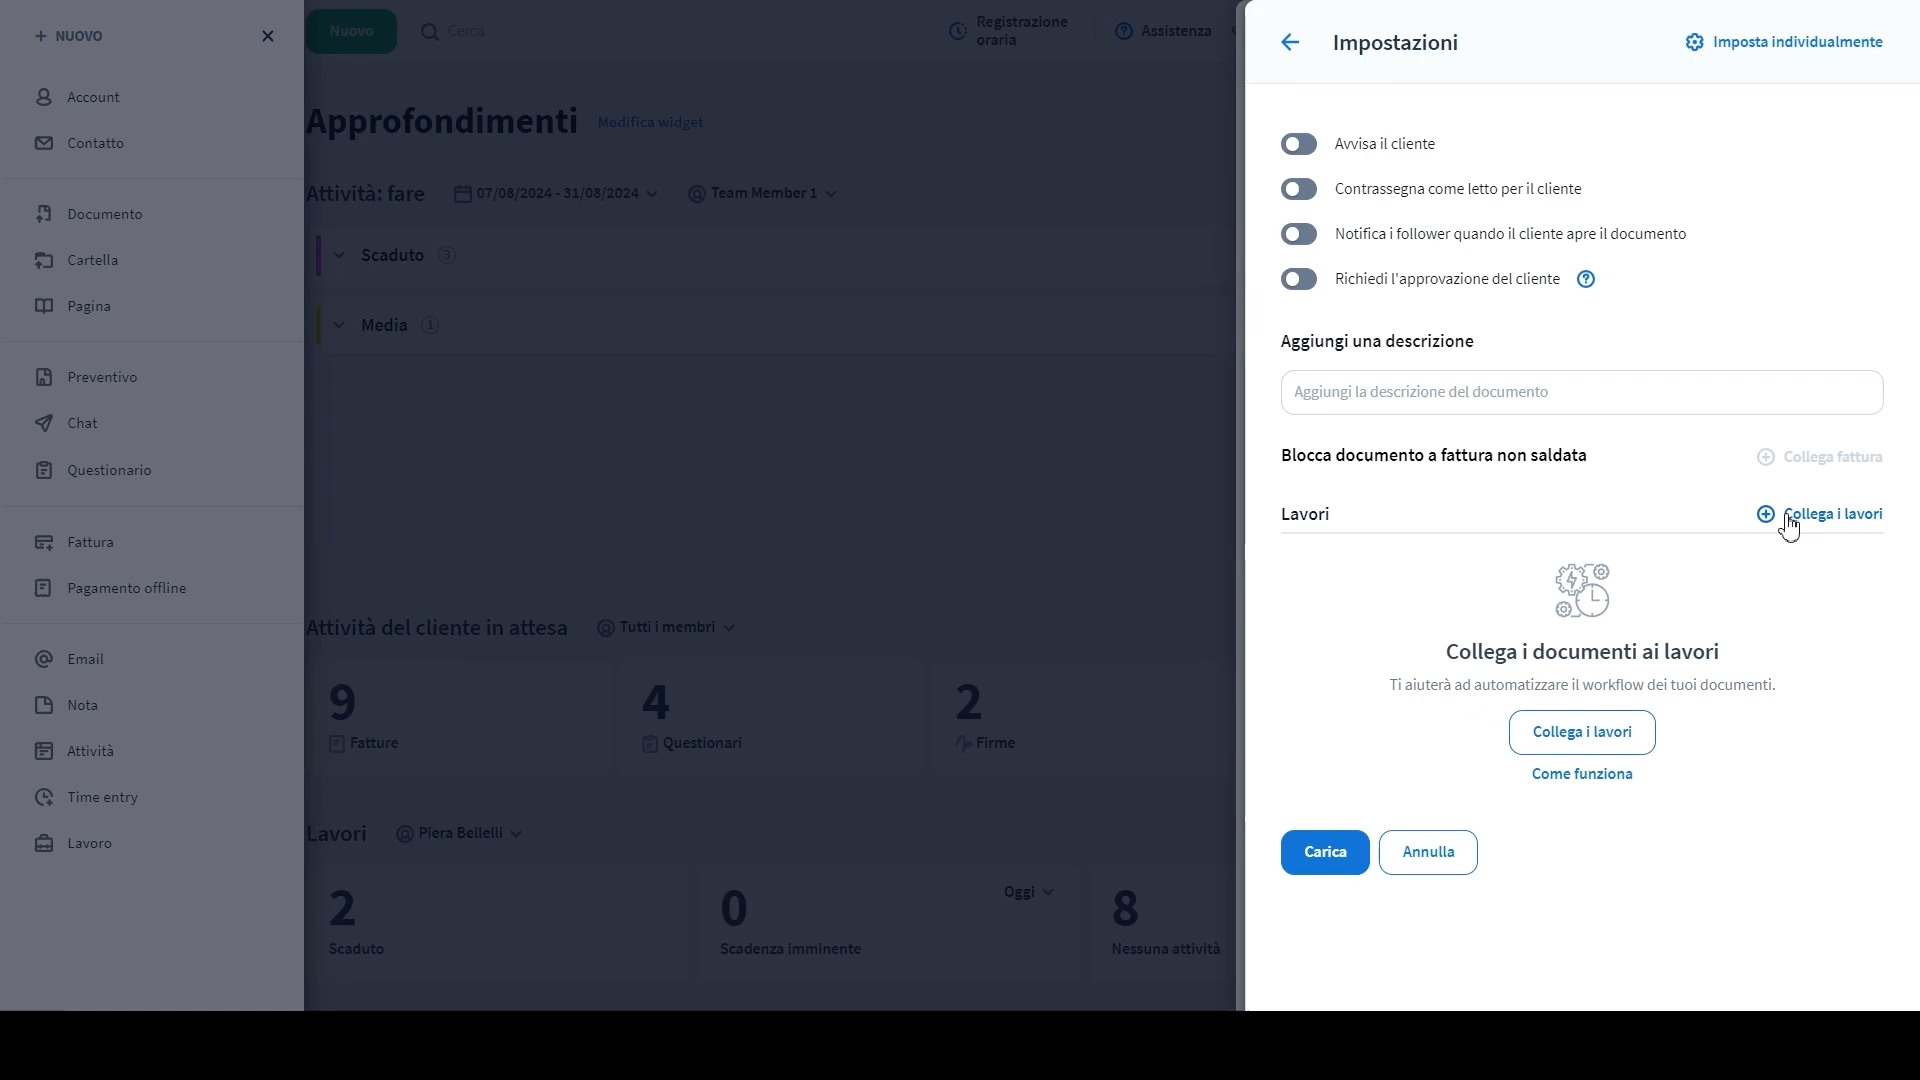 NUOVO
Account
Contatto
Documento
Cartella
Pagina
Preventivo
Chat
Questionario
Fattura
Pagamento offline
Email
Nota
Attività
Time entry
Lavoro
Nuovo
Cerca
Registrazione
oraria
Assistenza
Approfondimenti
Modifica widget
Attività: fare
07/08/2024 - 31/08/2024
Team Member 1
Scaduto
3
Media
1
Attività del cliente in attesa
Tutti i membri
9
Fatture
4
Questionari
2
Firme
Lavori
Piera Bellelli
2
Scaduto
0
Oggi
Scadenza imminente
8
Nessuna attività
Impostazioni
Imposta individualmente
Avvisa il cliente
Contrassegna come letto per il cliente
Notifica i follower quando il cliente apre il documento
Richiedi l'approvazione del cliente
Aggiungi una descrizione
Aggiungi la descrizione del documento
Blocca documento a fattura non saldata
Collega fattura
Lavori
Collega i lavori
Collega i documenti ai lavori
Ti aiuterà ad automatizzare il workflow dei tuoi documenti.
Collega i lavori
Come funziona
Carica
Annulla